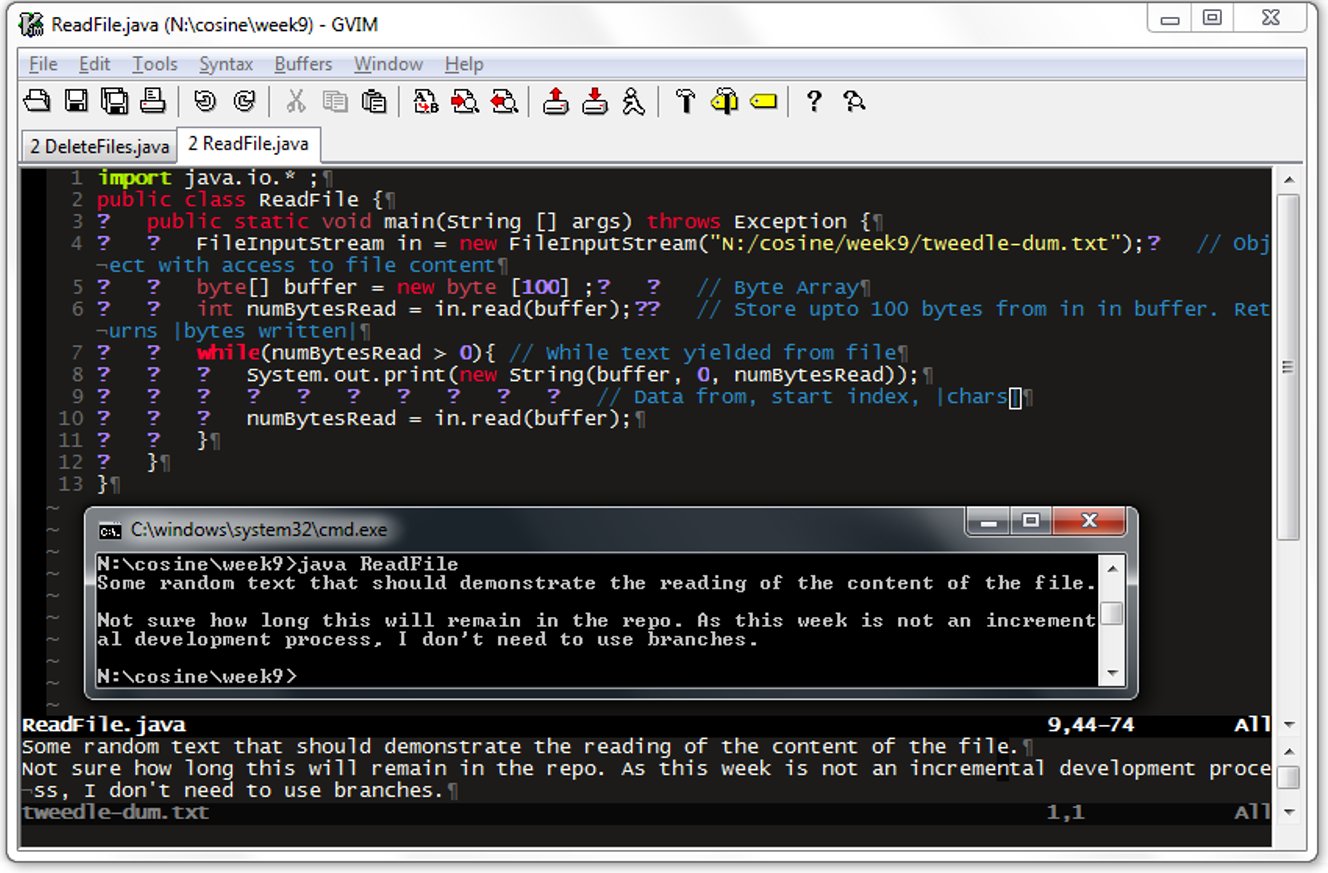 ReadFile.java (N:\cosine\week9) - GVIM
File Edit Tools Syntax Buffers Window Help
2 DeleteFiles.java 2 ReadFile.java
1 import java.io.* ;¶
2 public class ReadFile {¶
3 ? public static void main(String [] args) throws Exception {¶
4 ? ? FileInputStream in = new FileInputStream("N:/cosine/week9/tweedle-dum.txt");? // Obj
¬ect with access to file content¶
5 ? ? byte[] buffer = new byte [100] ;? ? // Byte Array¶
6 ? ? int numBytesRead = in.read(buffer);?? // Store upto 100 bytes from in in buffer. Ret
¬urns |bytes written|¶
7 ? ? while(numBytesRead > 0){ // While text yielded from file¶
8 ? ? ? System.out.print(new String(buffer, 0, numBytesRead));¶
9 ? ? ? ? ? ? ? ? ? ? // Data from, start index, |chars|¶
10 ? ? ? numBytesRead = in.read(buffer);¶
11 ? ? }¶
12 ? }¶
13 }¶
~
~
~
~
~
~
~
~
~
~
C:\windows\system32\cmd.exe
N:\cosine\week9>java ReadFile
Some random text that should demonstrate the reading of the content of the file.
Not sure how long this will remain in the repo. As this week is not an increment
al development process, I don't need to use branches.
N:\cosine\week9>
ReadFile.java 9,44-74 All
Some random text that should demonstrate the reading of the content of the file.¶
Not sure how long this will remain in the repo. As this week is not an incremental development proce
¬ss, I don't need to use branches.¶
tweedle-dum.txt 1,1 All